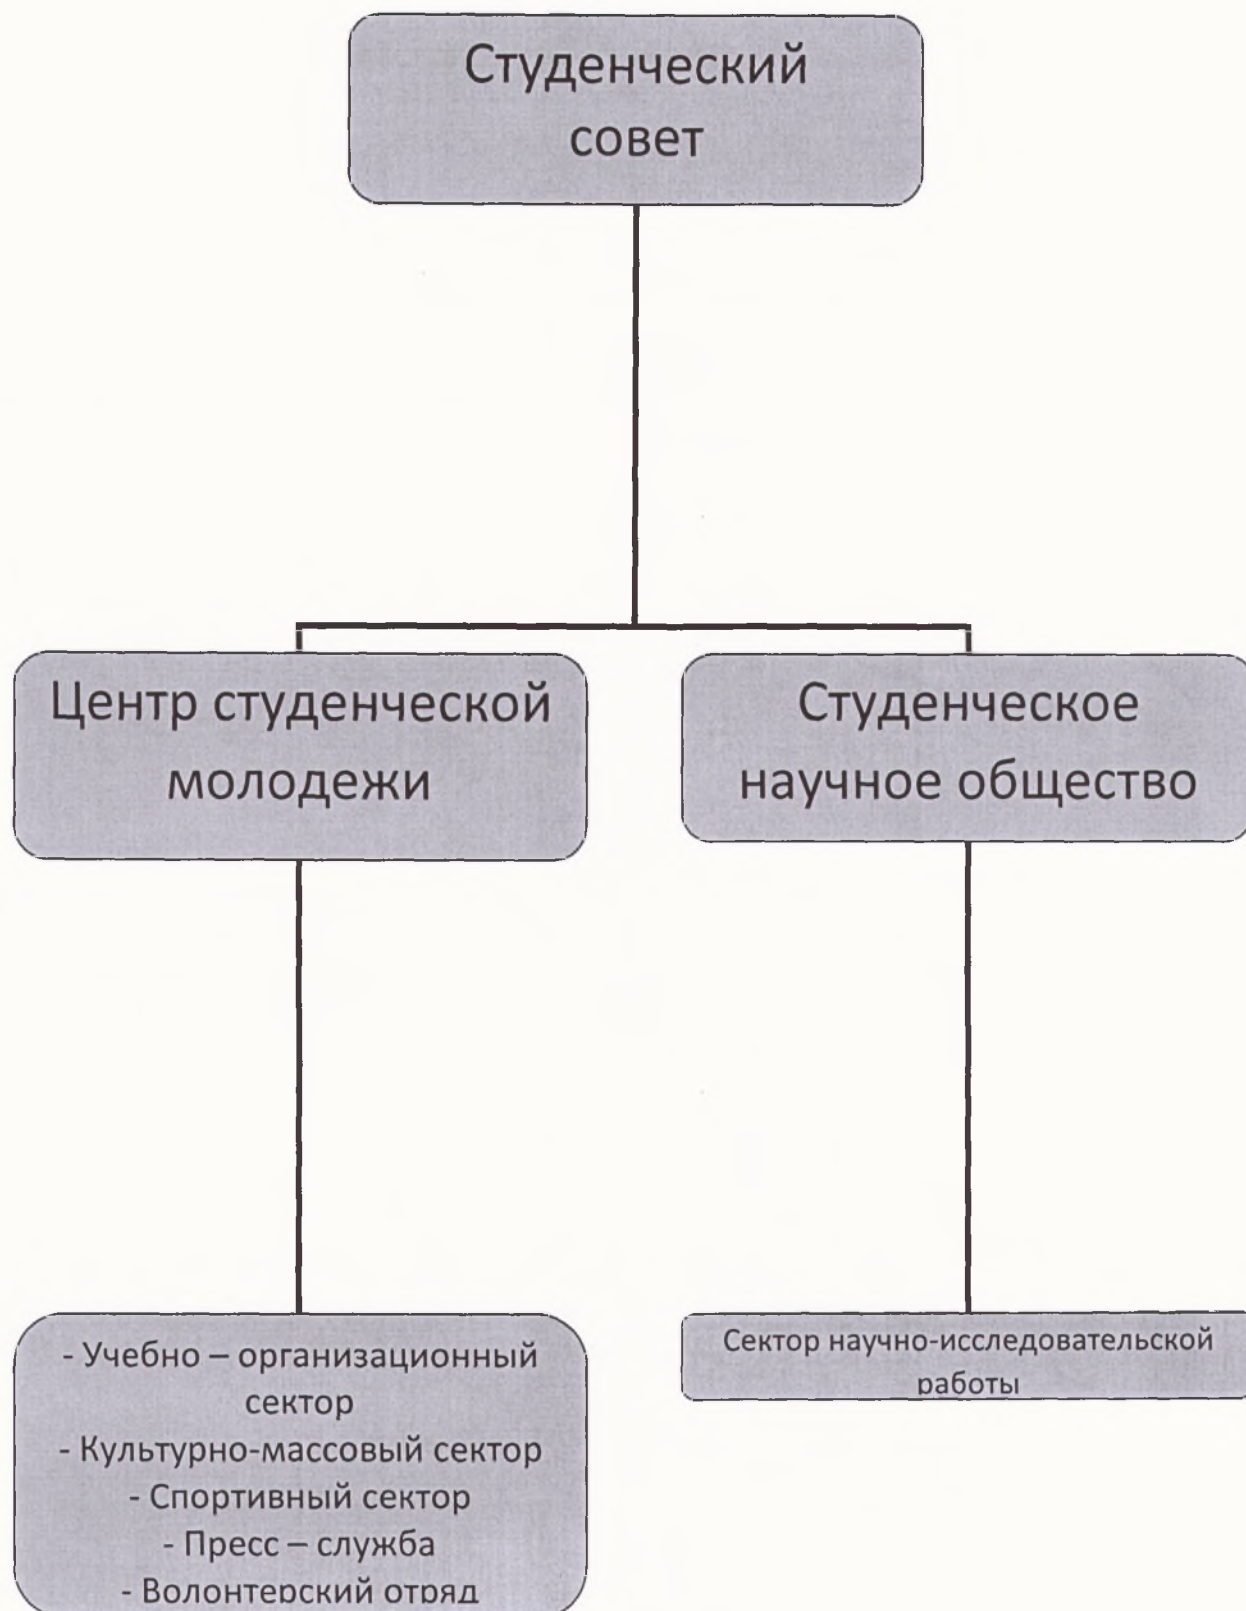 Студенческий
совет
Центр студенческой
молодежи
Студенческое
научное общество
- Учебно – организационный
сектор
- Культурно-массовый сектор
- Спортивный сектор
- Пресс – служба
- Волонтерский отряд
Сектор научно-исследовательской
работы